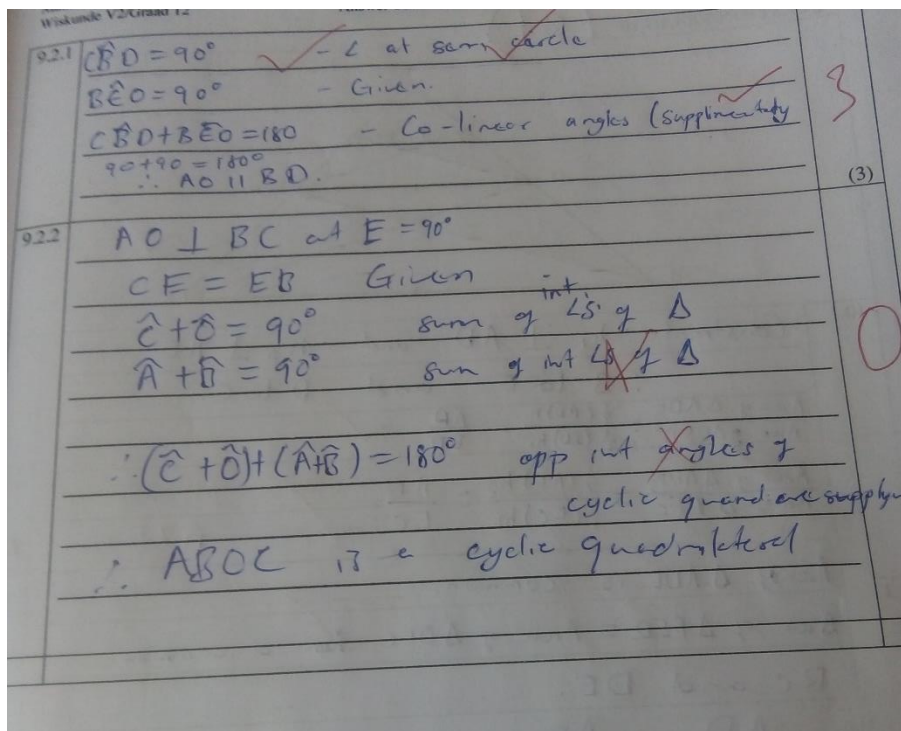 Wiskunde V2/Graad 12
9.2.1 CB̂D = 90° - ∠ at semi circle
BÊO = 90° - Given.
CB̂D + BÊO = 180 - Co-linear angles (Supplimentady
90+90 = 180°
∴ AO || BD.
3
(3)
9.2.2 AO ⊥ BC at E = 90°
CE = EB Given
Ĉ + Ô = 90° sum of int ∠s of Δ
Â + B̂ = 90° sum of int ∠s of Δ
0
∴ (Ĉ + Ô) + (Â+B̂) = 180° opp int angles of
cyclic quand are
∴ ABOC is a cyclic quadrilateral